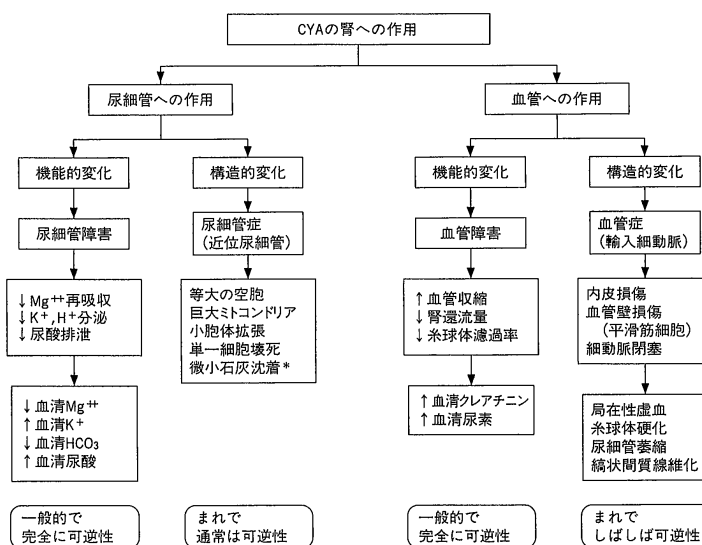 CYAの腎への作用
尿細管への作用
血管への作用
機能的変化
構造的変化
機能的変化
構造的変化
尿細管障害
尿細管症
(近位尿細管)
血管障害
血管症
(輸入細動脈)
↓Mg⁺⁺再吸収
↓K⁺,H⁺分泌
↓尿酸排泄
等大の空胞
巨大ミトコンドリア
小胞体拡張
単一細胞壊死
微小石灰沈着*
↑血管収縮
↓腎還流量
↓糸球体濾過率
内皮損傷
血管壁損傷
(平滑筋細胞)
細動脈閉塞
↓血清Mg⁺⁺
↑血清K⁺
↓血清HCO₃
↑血清尿酸
↑血清クレアチニン
↑血清尿素
局在性虚血
糸球体硬化
尿細管萎縮
縞状間質線維化
一般的で
完全に可逆性
まれで
通常は可逆性
一般的で
完全に可逆性
まれで
しばしば可逆性